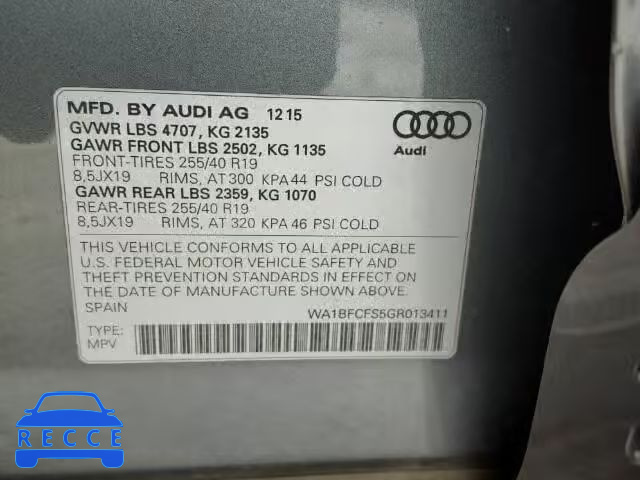 MFD. BY AUDI AG 12 15
GVWR LBS 4707, KG 2135
GAWR FRONT LBS 2502, KG 1135
FRONT-TIRES 255/40 R19
8,5JX19 RIMS, AT 300 KPA 44 PSI COLD
GAWR REAR LBS 2359, KG 1070
REAR-TIRES 255/40 R19
8,5JX19 RIMS, AT 320 KPA 46 PSI COLD
Audi
THIS VEHICLE CONFORMS TO ALL APPLICABLE
U.S. FEDERAL MOTOR VEHICLE SAFETY AND
THEFT PREVENTION STANDARDS IN EFFECT ON
THE DATE OF MANUFACTURE SHOWN ABOVE.
SPAIN WA1BFCFS5GR013411
TYPE:
MPV
RECCE